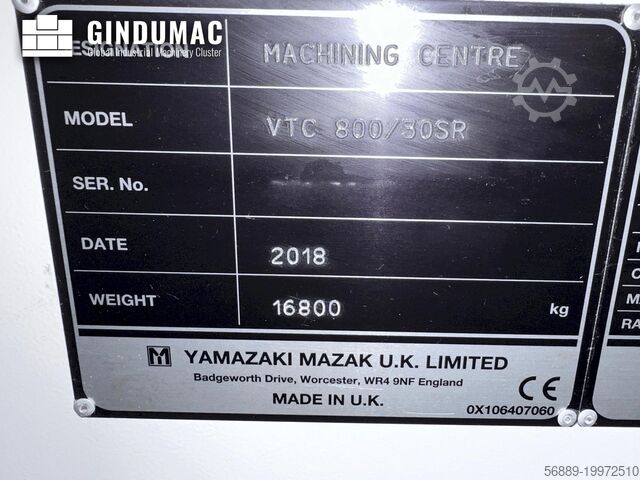 GINDUMAC
Global Industrial Machinery Cluster
MACHINING CENTRE
MODEL VTC 800/30SR
SER. No.
DATE 2018
WEIGHT 16800 kg
M YAMAZAKI MAZAK U.K. LIMITED
Badgeworth Drive, Worcester, WR4 9NF England
MADE IN U.K.
CE
0X106407060
RA
56889-19972510